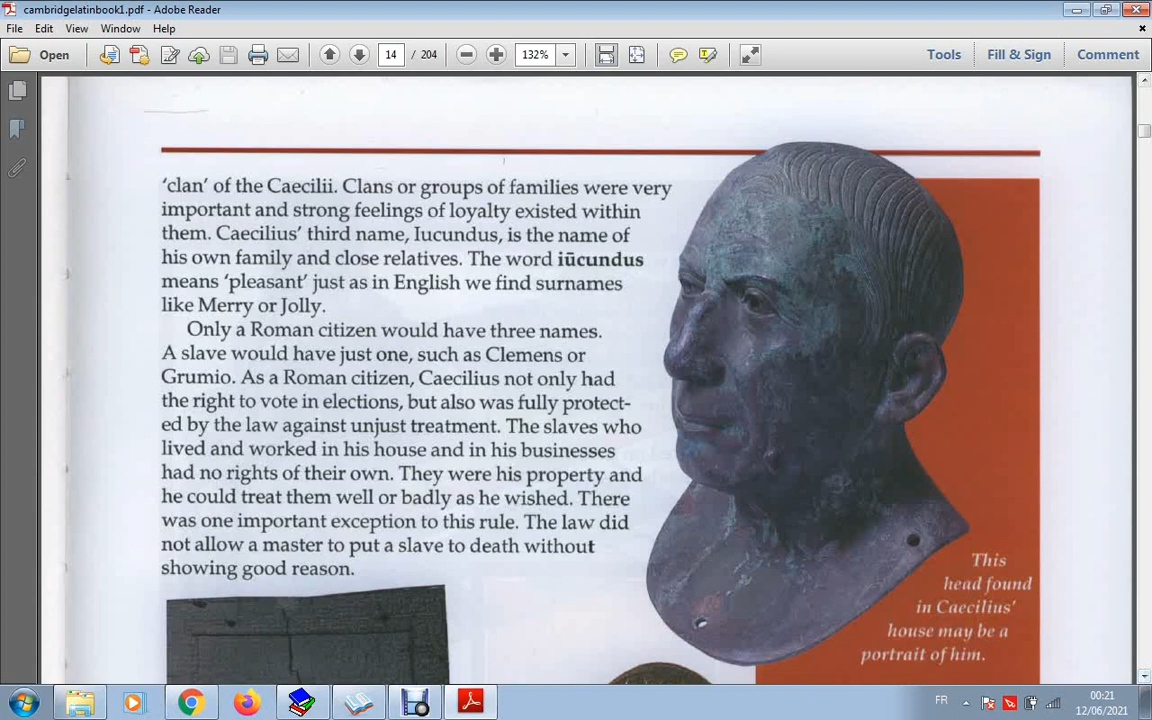 cambridgelatinbook1.pdf - Adobe Reader
File Edit View Window Help
Open 14 / 204 132% Tools Fill & Sign Comment
‘clan’ of the Caecilii. Clans or groups of families were very
important and strong feelings of loyalty existed within
them. Caecilius’ third name, Iucundus, is the name of
his own family and close relatives. The word iūcundus
means ‘pleasant’ just as in English we find surnames
like Merry or Jolly.
Only a Roman citizen would have three names.
A slave would have just one, such as Clemens or
Grumio. As a Roman citizen, Caecilius not only had
the right to vote in elections, but also was fully protect-
ed by the law against unjust treatment. The slaves who
lived and worked in his house and in his businesses
had no rights of their own. They were his property and
he could treat them well or badly as he wished. There
was one important exception to this rule. The law did
not allow a master to put a slave to death without
showing good reason.
This
head found
in Caecilius’
house may be a
portrait of him.
FR 00:21
12/06/2021